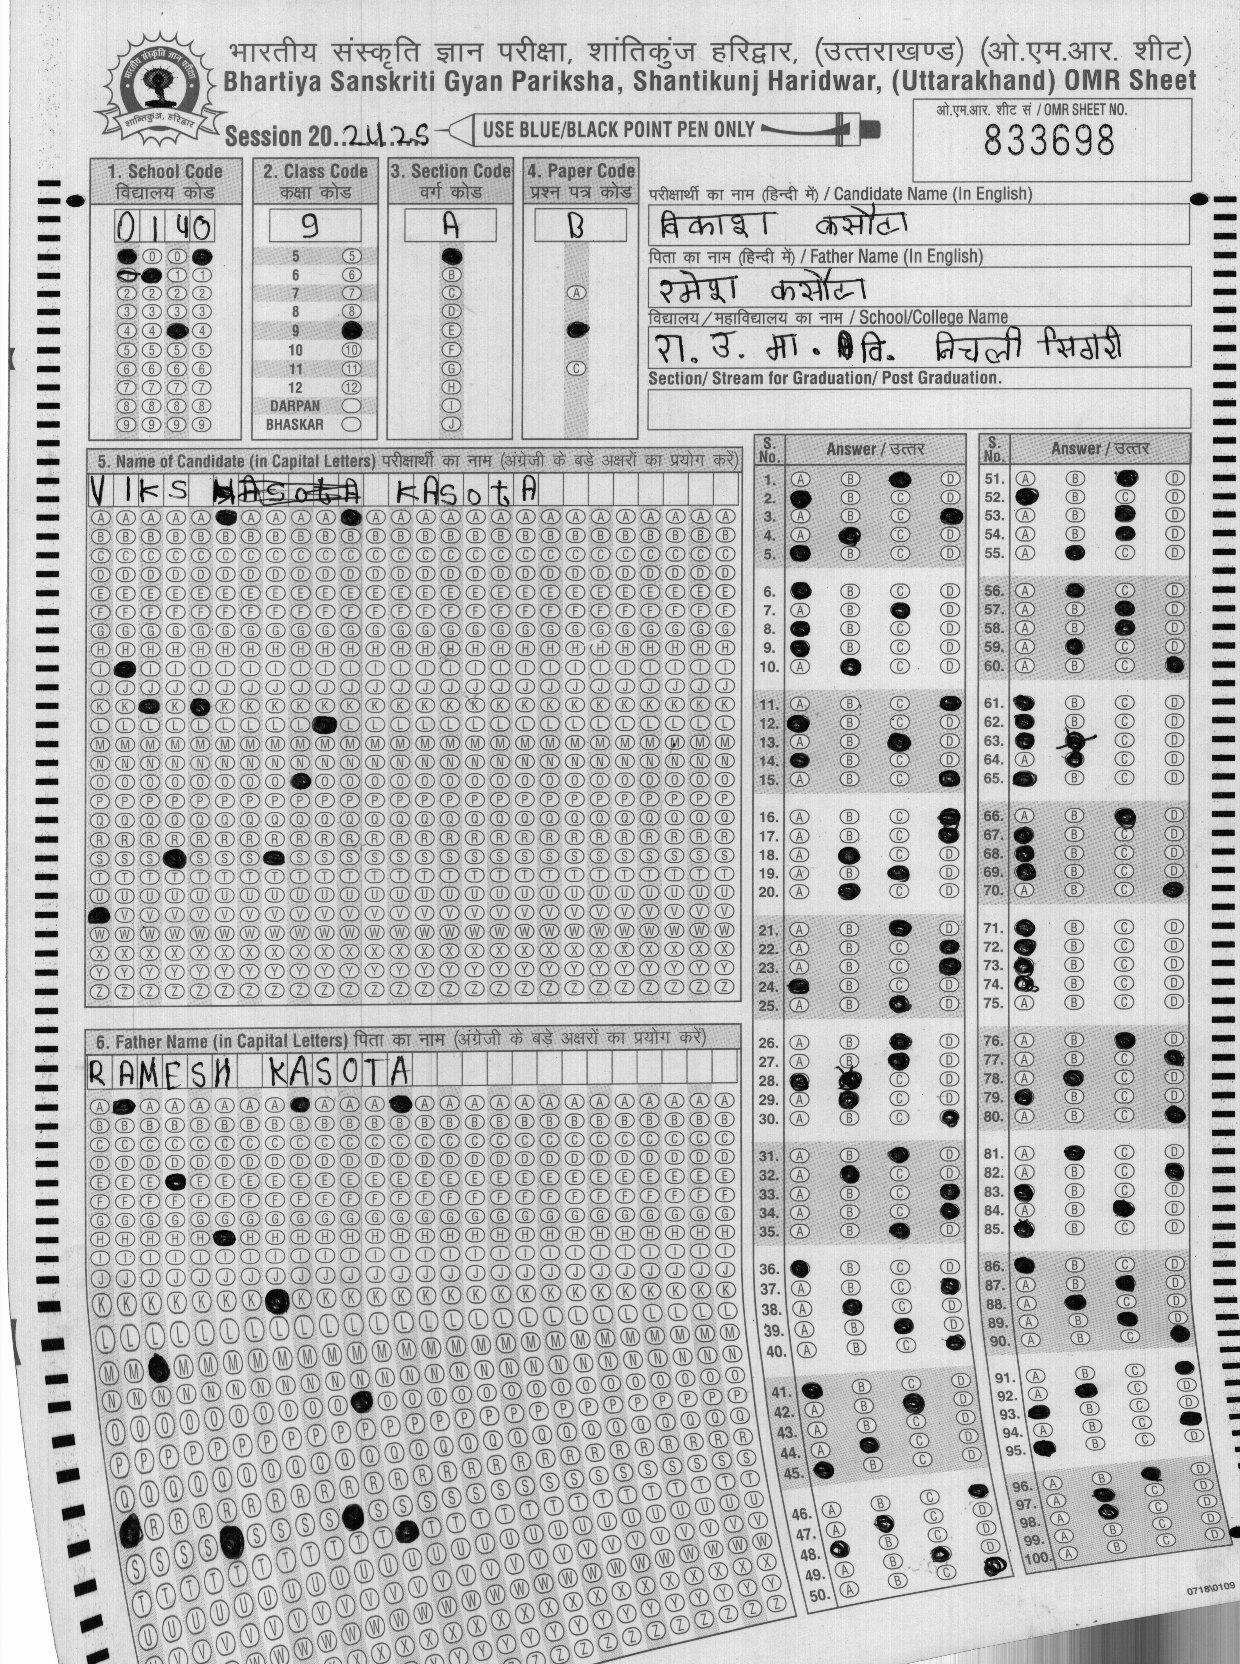 भारतीय संस्कृति ज्ञान परीक्षा, शांतिकुंज हरिद्वार, (उत्तराखण्ड) (ओ.एम.आर. शीट)
Bhartiya Sanskriti Gyan Pariksha, Shantikunj Haridwar, (Uttarakhand) OMR Sheet
Session 20..24.25
USE BLUE/BLACK POINT PEN ONLY
ओ.एम.आर. शीट सं / OMR SHEET NO.
833698
1. School Code
विद्यालय कोड
0140
2. Class Code
कक्षा कोड
9
5
6
7
8
9
10
11
12
DARPAN
BHASKAR
3. Section Code
वर्ग कोड
A
4. Paper Code
प्रश्न पत्र कोड
B
परीक्षार्थी का नाम (हिन्दी में) / Candidate Name (In English)
विकाश कसौटा
पिता का नाम (हिन्दी में) / Father Name (In English)
रमेश कसौटा
विद्यालय/महाविद्यालय का नाम / School/College Name
रा. उ. मा. वि. निचली सिगरी
Section/ Stream for Graduation/ Post Graduation.
5. Name of Candidate (in Capital Letters) परीक्षार्थी का नाम (अंग्रेजी के बड़े अक्षरों का प्रयोग करें)
VIKS KASotA
6. Father Name (in Capital Letters) पिता का नाम (अंग्रेजी के बड़े अक्षरों का प्रयोग करें)
RAMESH KASOTA
S. No. Answer / उत्तर
S. No. Answer / उत्तर
0718\0109